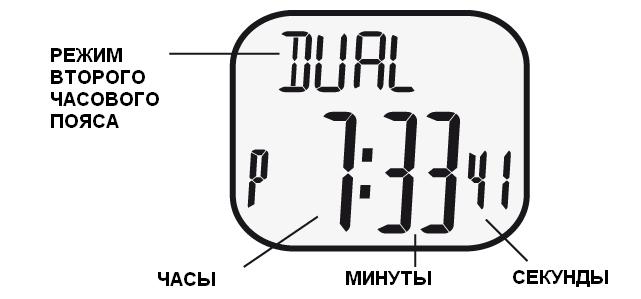 РЕЖИМ
ВТОРОГО
ЧАСОВОГО
ПОЯСА
DUAL
P 7:33 41
ЧАСЫ
МИНУТЫ
СЕКУНДЫ